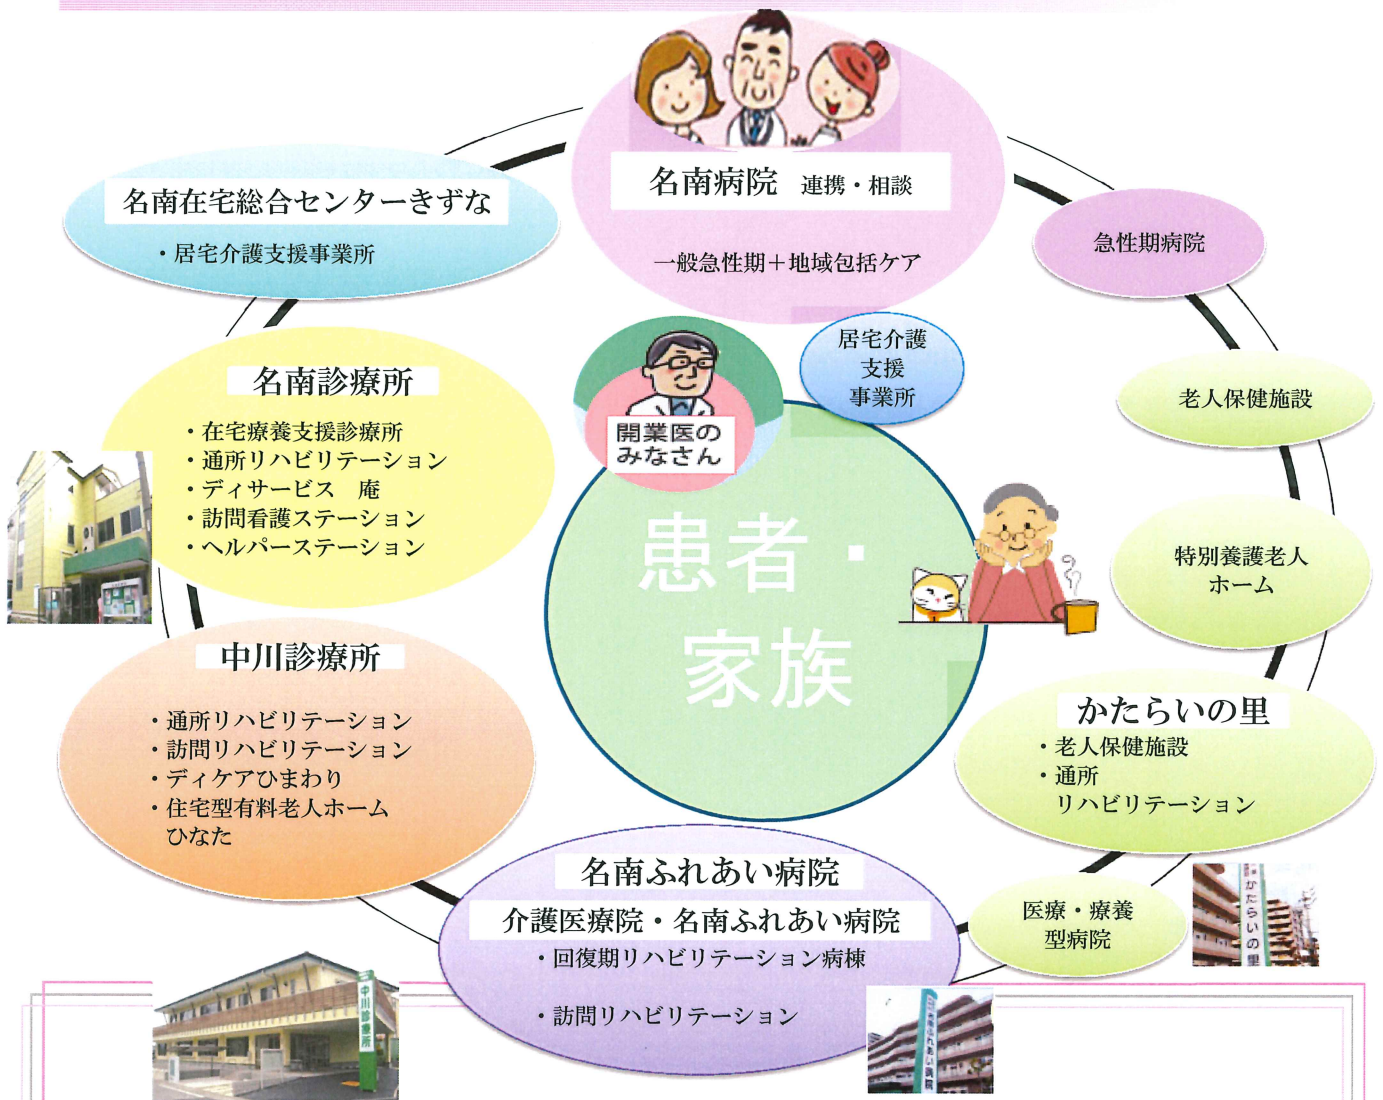 名南病院 連携・相談
一般急性期＋地域包括ケア
急性期病院
老人保健施設
特別養護老人
ホーム
かたらいの里
・老人保健施設
・通所
リハビリテーション
医療・療養
型病院
かたらいの里
名南ふれあい病院
介護医療院・名南ふれあい病院
・回復期リハビリテーション病棟
・訪問リハビリテーション
名南ふれあい病院
中川診療所
・通所リハビリテーション
・訪問リハビリテーション
・ディケアひまわり
・住宅型有料老人ホーム
ひなた
中川診療所
名南診療所
・在宅療養支援診療所
・通所リハビリテーション
・ディサービス 庵
・訪問看護ステーション
・ヘルパーステーション
名南在宅総合センターきずな
・居宅介護支援事業所
居宅介護
支援
事業所
開業医の
みなさん
患者・
家族